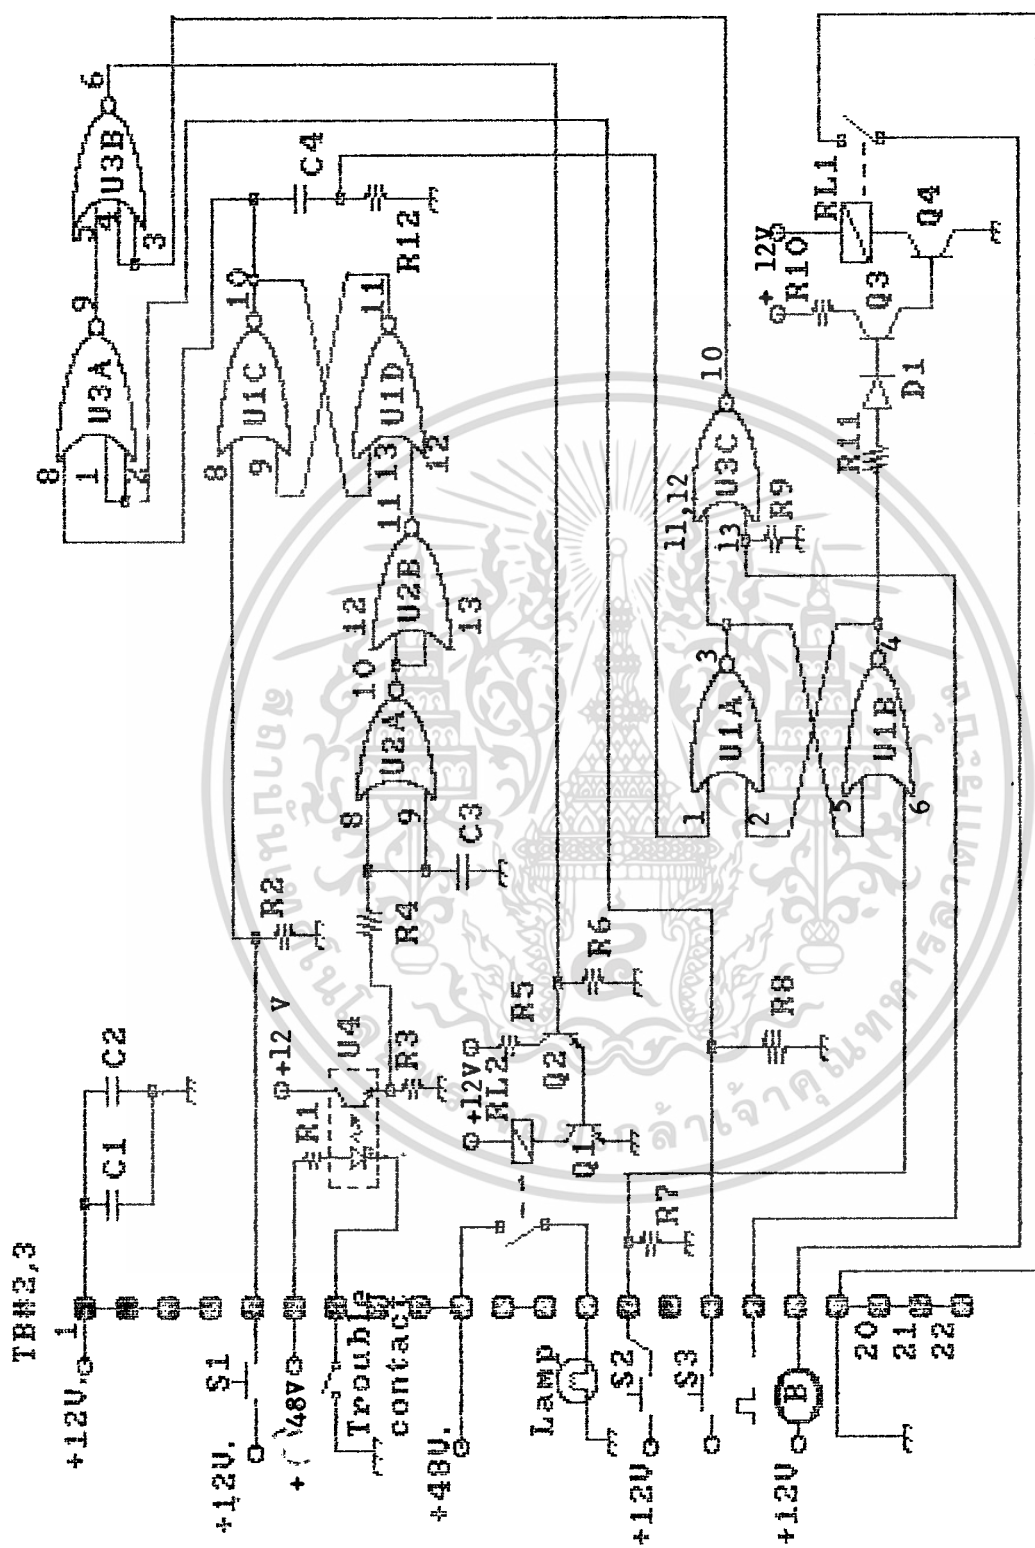 TB#2,3
+12V.
1
C1
C2
+12V.
S1
R2
+48V
R1
+12 V
U4
R3
Trouble
contact
R4
C3
8
9
U2A
10
12
13
U2B
11
8
9
U1C
10
13
12
U1D
11
8
1
2
U3A
9
4
3
U3B
6
C4
R12
+48V.
Lamp
+12V
RL2
R5
Q1
Q2
R6
+12V
S2
R7
S3
R8
1
2
U1A
3
5
6
U1B
4
11,12
13
U3C
10
R9
R11
D1
+12V
R10
Q3
Q4
RL1
+12V
B
20
21
22